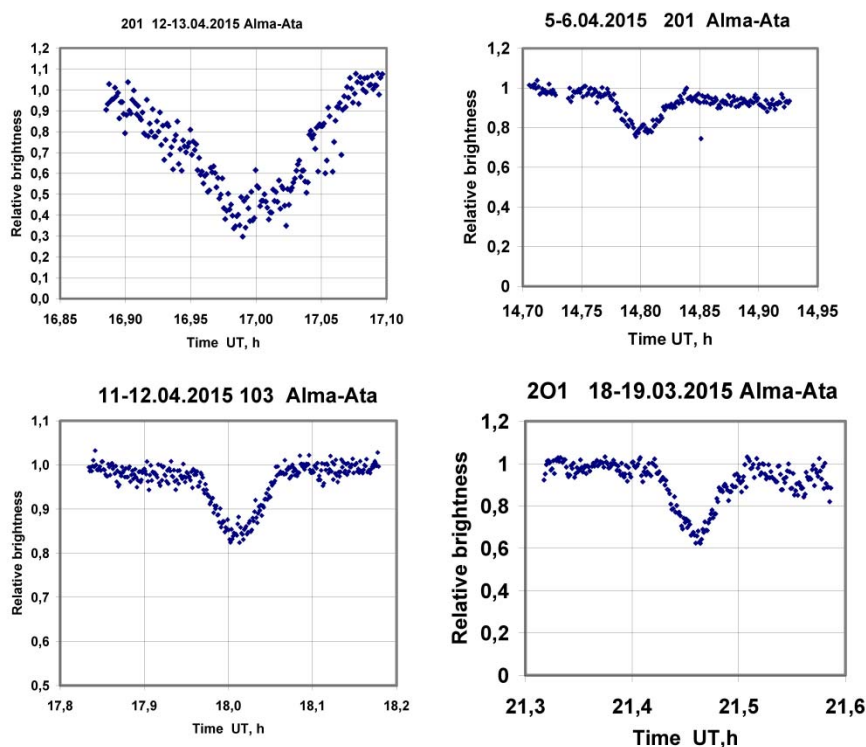 201 12-13.04.2015 Alma-Ata
Relative brightness
1,2
1,1
1,0
0,9
0,8
0,7
0,6
0,5
0,4
0,3
0,2
0,1
0,0
16,85 16,90 16,95 17,00 17,05 17,10
Time UT, h
5-6.04.2015 201 Alma-Ata
Relative brightness
1,2
1
0,8
0,6
0,4
0,2
0
14,70 14,75 14,80 14,85 14,90 14,95
Time UT, h
11-12.04.2015 103 Alma-Ata
Relative brightness
1,1
1,0
0,9
0,8
0,7
0,6
0,5
17,8 17,9 18,0 18,1 18,2
Time UT, h
2O1 18-19.03.2015 Alma-Ata
Relative brightness
1,2
1
0,8
0,6
0,4
0,2
0
21,3 21,4 21,5 21,6
Time UT,h